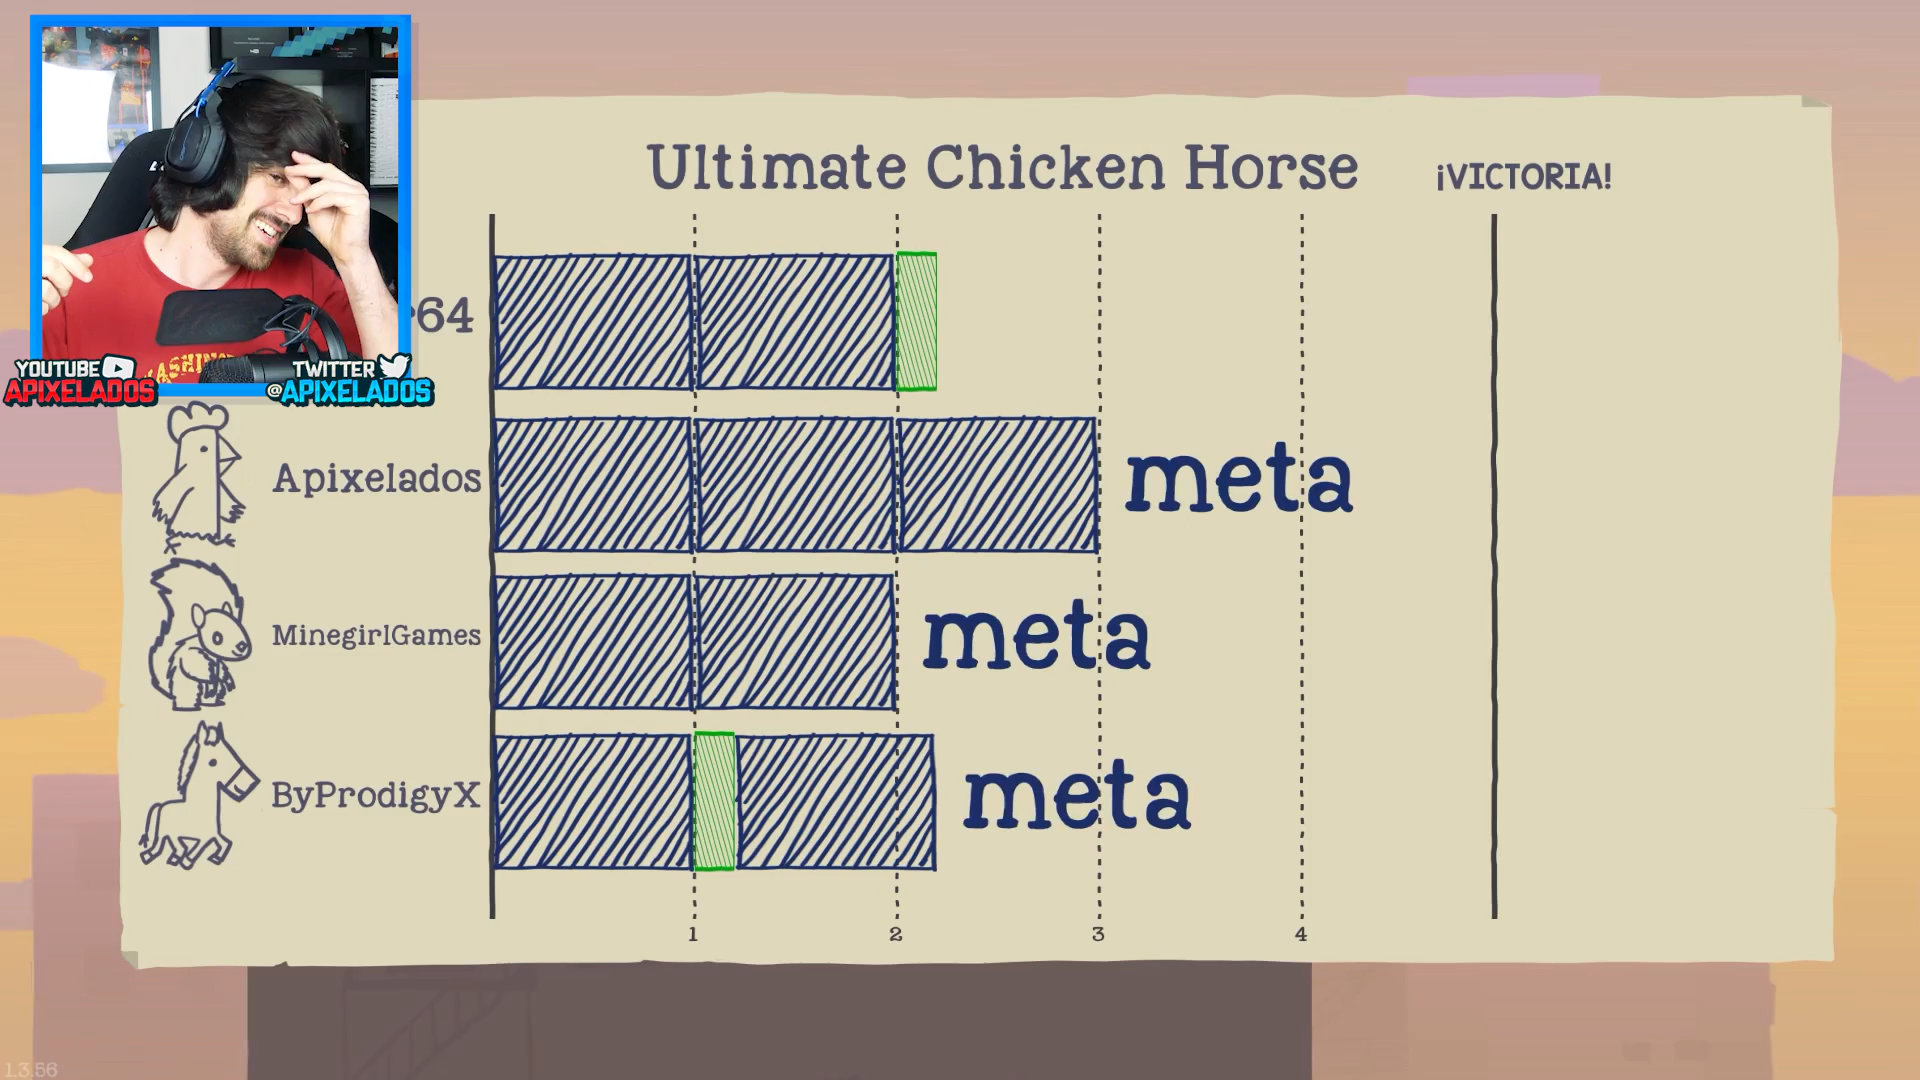 Ultimate Chicken Horse
¡VICTORIA!
r64
YOUTUBE
APIXELADOS
TWITTER
@APIXELADOS
Apixelados
meta
MinegirlGames
meta
ByProdigyX
meta
1
2
3
4
1.3.56